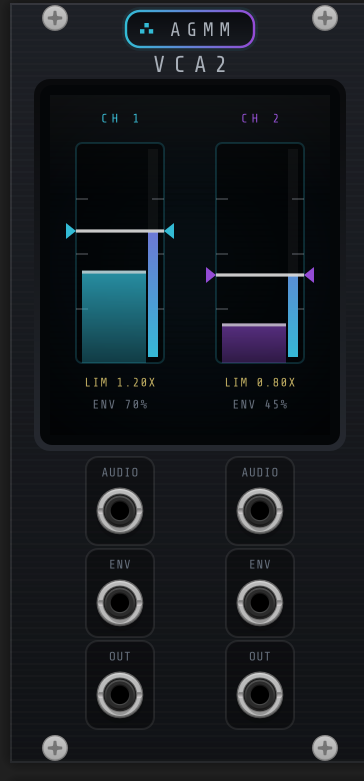 AGMM
VCA2
CH 1 CH 2
LIM 1.20X LIM 0.80X
ENV 70% ENV 45%
AUDIO AUDIO
ENV ENV
OUT OUT